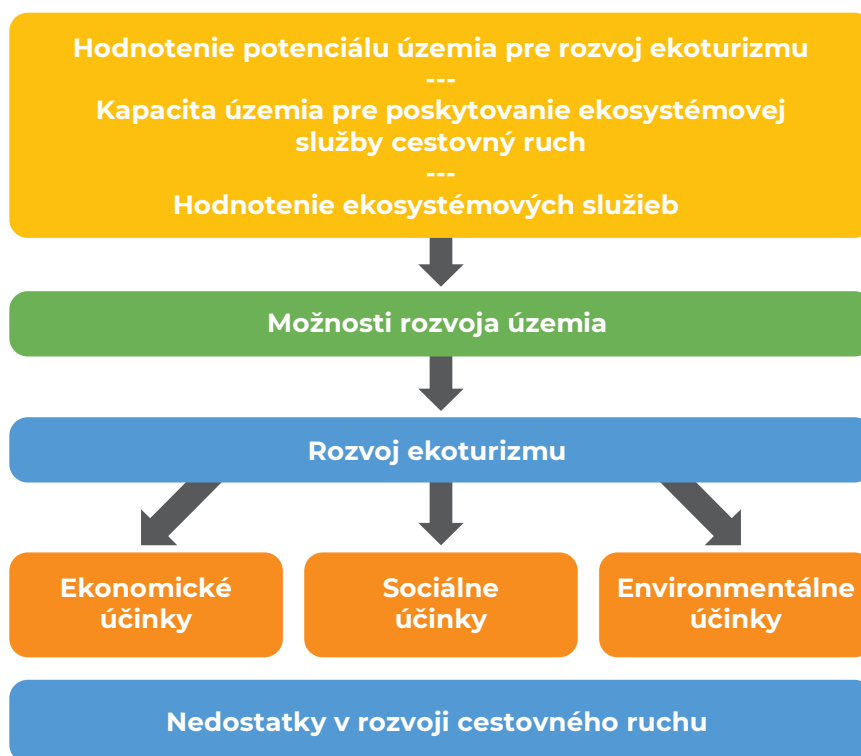 Hodnotenie potenciálu územia pre rozvoj ekoturizmu
---
Kapacita územia pre poskytovanie ekosystémovej
služby cestovný ruch
---
Hodnotenie ekosystémových služieb
Možnosti rozvoja územia
Rozvoj ekoturizmu
Ekonomické
účinky
Sociálne
účinky
Environmentálne
účinky
Nedostatky v rozvoji cestovného ruchu